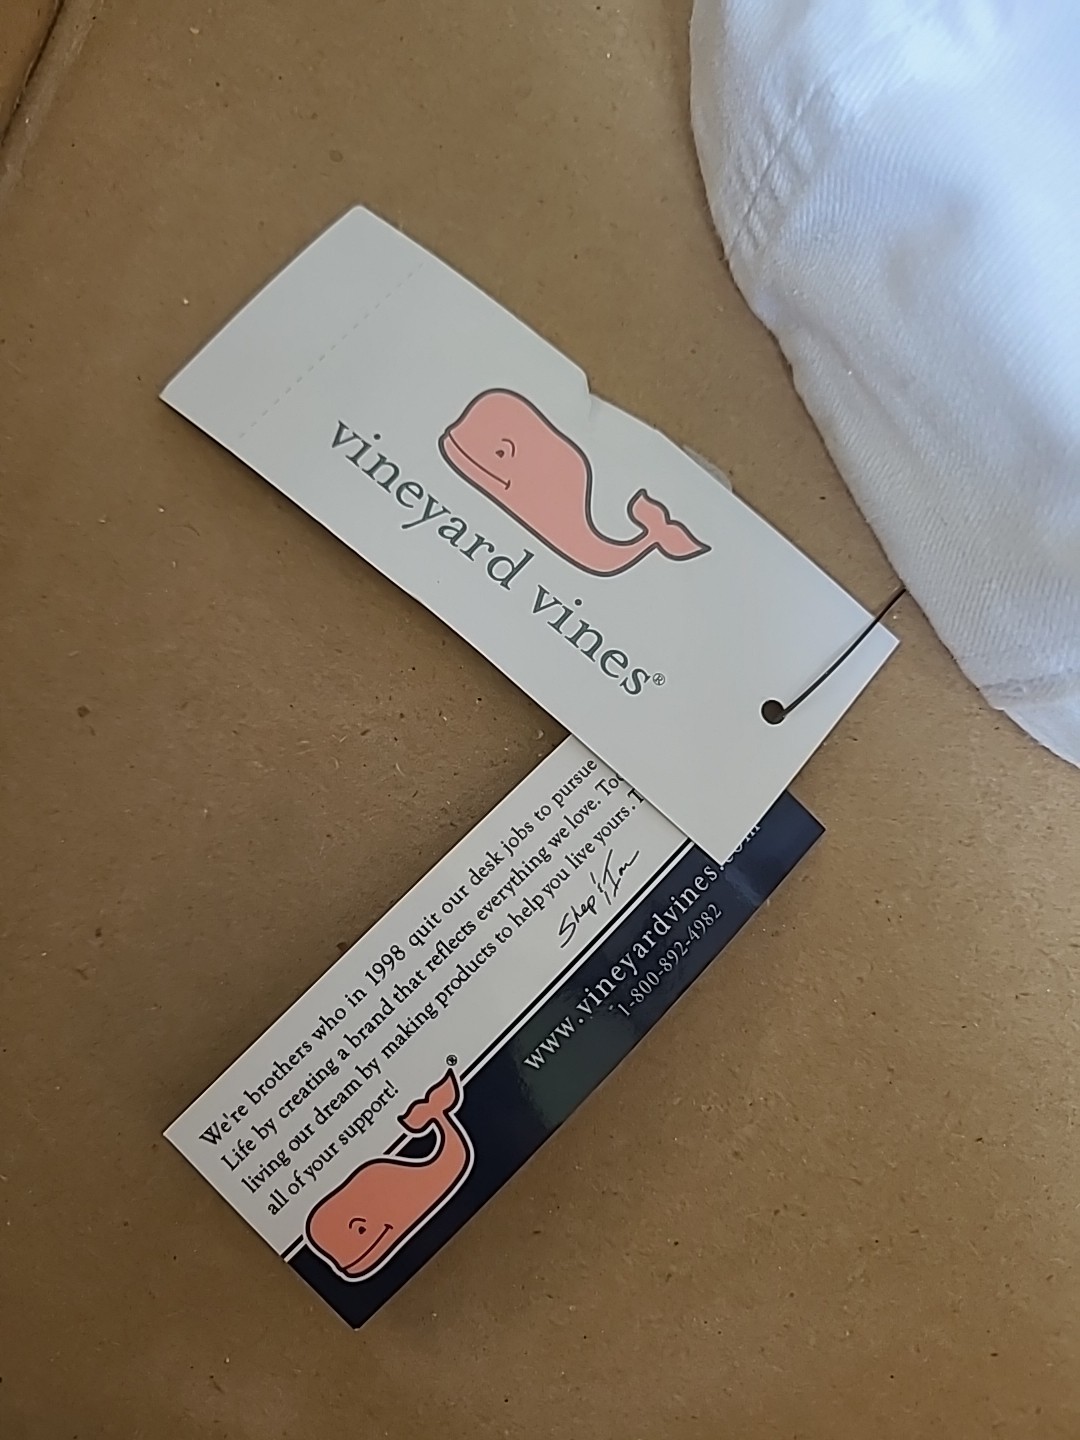 vineyard vines®
We're brothers who in 1998 quit our desk jobs to pursue
Life by creating a brand that reflects everything we love.
living our dream by making products to help you live yours.
all of your support!
Shep & Ian
®
www.vineyardvines.com
1-800-892-4982